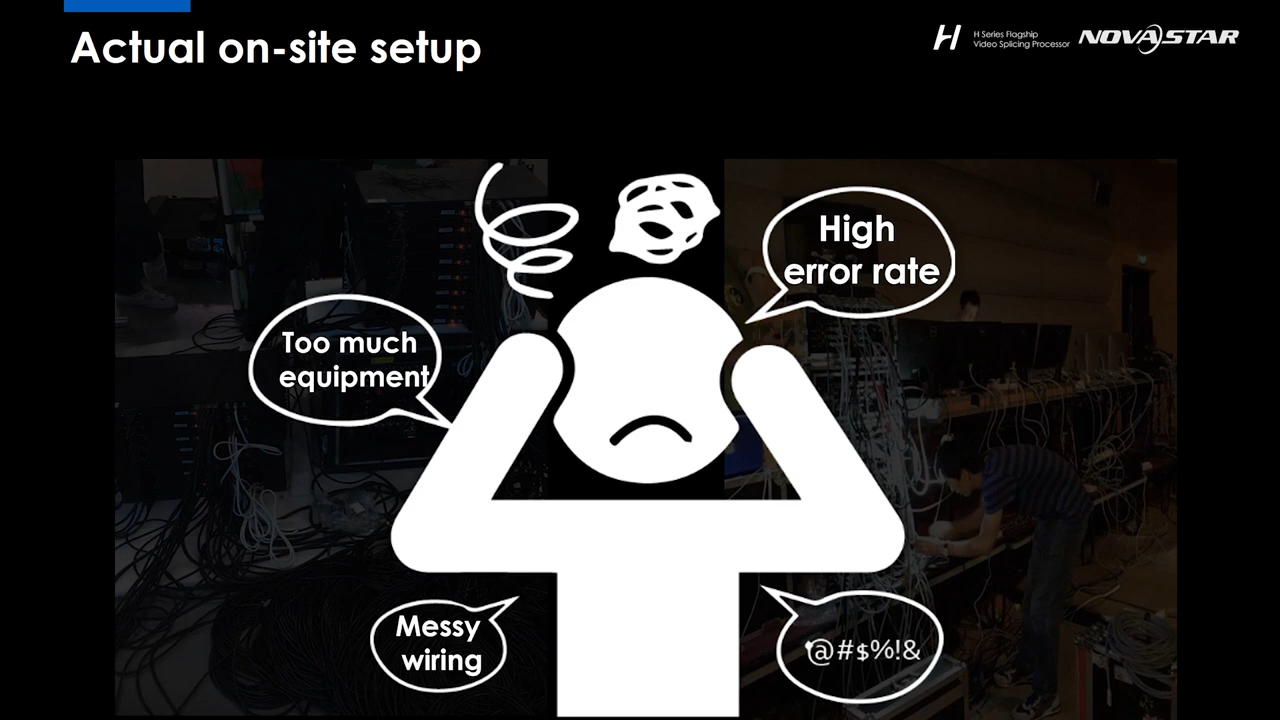 Actual on-site setup
H
H Series Flagship
Video Splicing Processor
NOVASTAR
High
error rate
Too much
equipment
Messy
wiring
@#$%!&